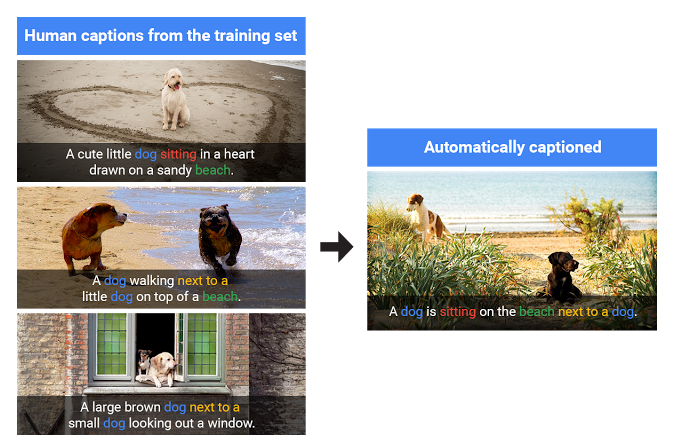 Human captions from the training set
A cute little dog sitting in a heart
drawn on a sandy beach.
A dog walking next to a
little dog on top of a beach.
A large brown dog next to a
small dog looking out a window.
Automatically captioned
A dog is sitting on the beach next to a dog.